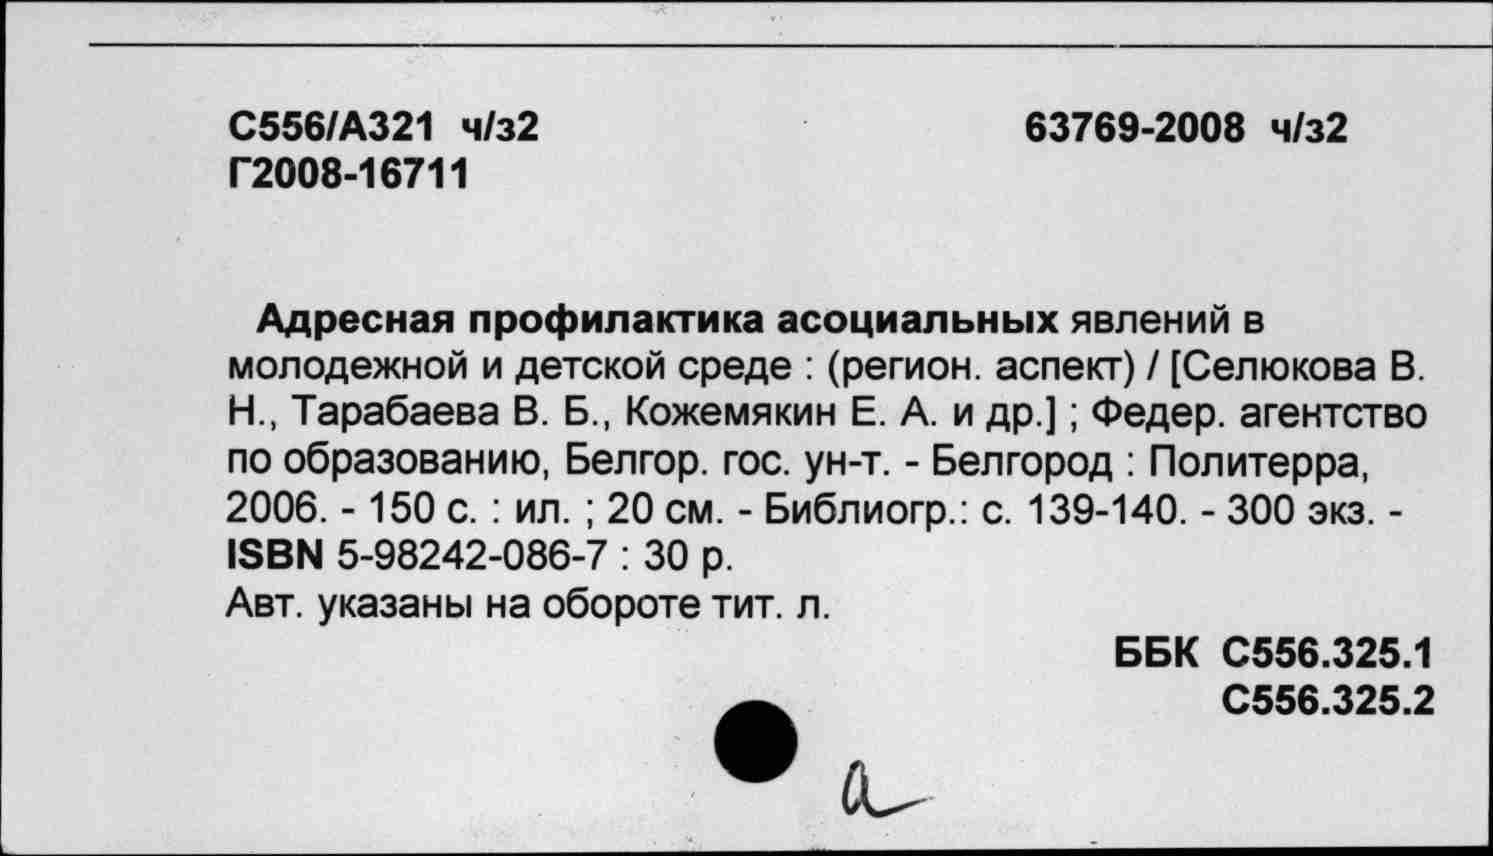 С556/А321 ч/з2 63769-2008 ч/з2
Г2008-16711
Адресная профилактика асоциальных явлений в
молодежной и детской среде : (регион. аспект) / [Селюкова В.
Н., Тарабаева В. Б., Кожемякин Е. А. и др.] ; Федер. агентство
по образованию, Белгор. гос. ун-т. - Белгород : Политерра,
2006. - 150 с. : ил. ; 20 см. - Библиогр.: с. 139-140. - 300 экз. -
ISBN 5-98242-086-7 : 30 р.
Авт. указаны на обороте тит. л.
ББК С556.325.1
С556.325.2
а